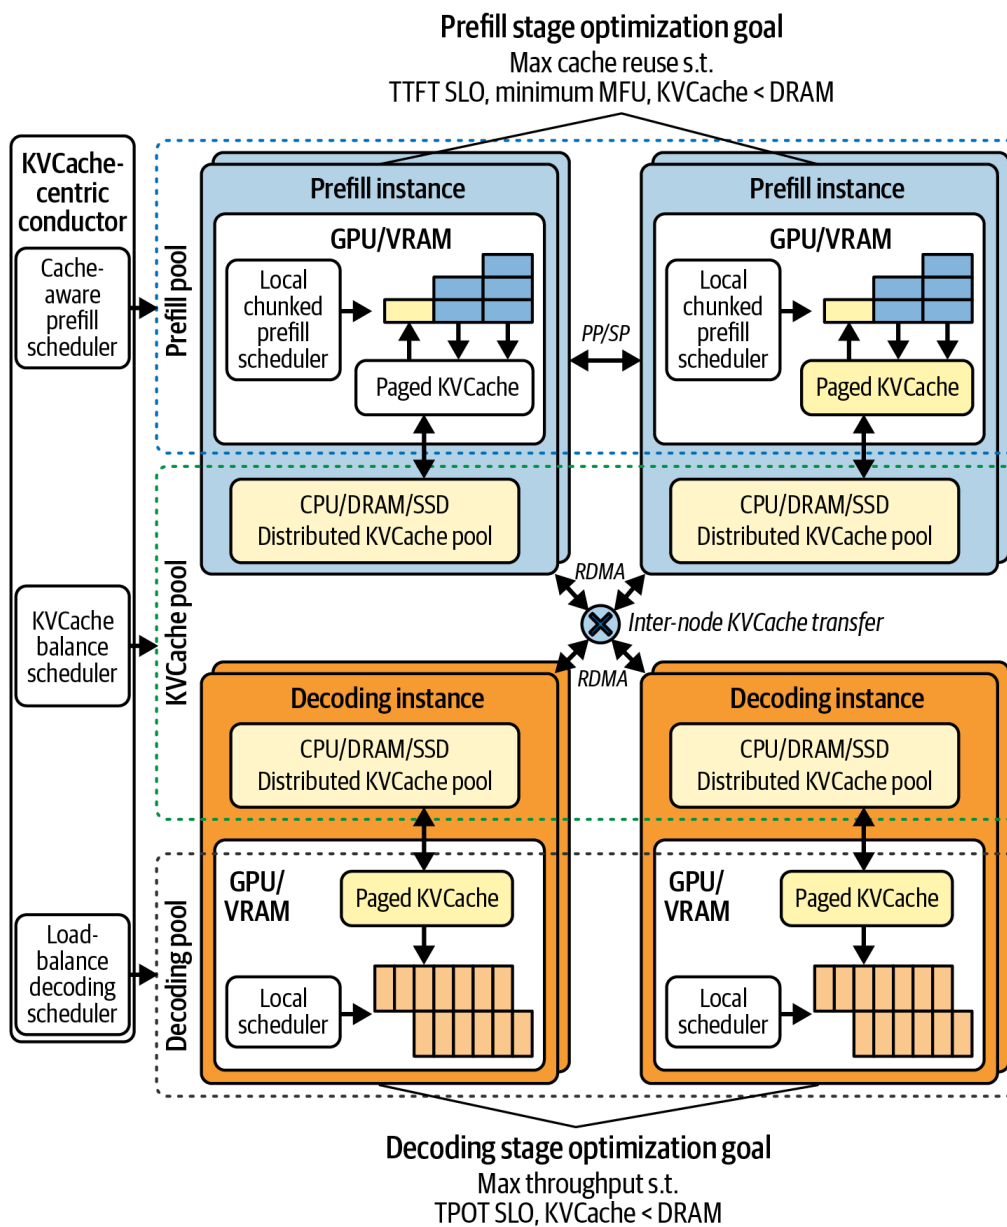 Prefill stage optimization goal
Max cache reuse s.t.
TTFT SLO, minimum MFU, KVCache < DRAM
KVCache-
centric
conductor
Cache-
aware
prefill
scheduler
KVCache
balance
scheduler
Load-
balance
decoding
scheduler
Prefill pool
KVCache pool
Decoding pool
Prefill instance
GPU/VRAM
Local
chunked
prefill
scheduler
Paged KVCache
CPU/DRAM/SSD
Distributed KVCache pool
PP/SP
Prefill instance
GPU/VRAM
Local
chunked
prefill
scheduler
Paged KVCache
CPU/DRAM/SSD
Distributed KVCache pool
RDMA
Inter-node KVCache transfer
RDMA
Decoding instance
CPU/DRAM/SSD
Distributed KVCache pool
GPU/
VRAM
Paged KVCache
Local
scheduler
Decoding instance
CPU/DRAM/SSD
Distributed KVCache pool
GPU/
VRAM
Paged KVCache
Local
scheduler
Decoding stage optimization goal
Max throughput s.t.
TPOT SLO, KVCache < DRAM